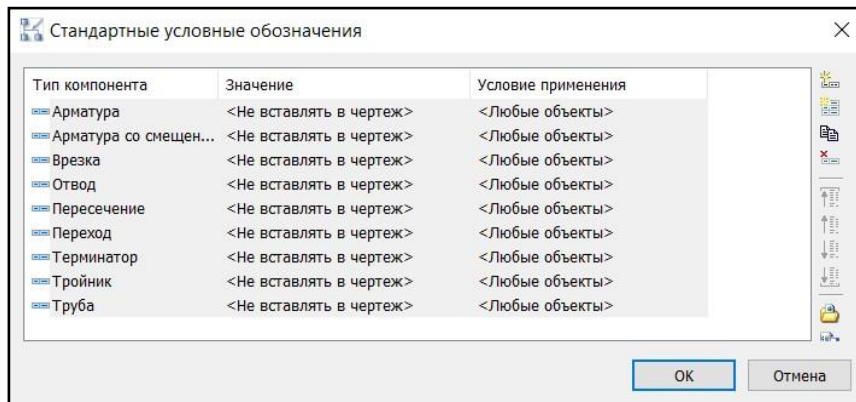 Стандартные условные обозначения
Тип компонента Значение Условие применения
Арматура <Не вставлять в чертеж> <Любые объекты>
Арматура со смещен... <Не вставлять в чертеж> <Любые объекты>
Врезка <Не вставлять в чертеж> <Любые объекты>
Отвод <Не вставлять в чертеж> <Любые объекты>
Пересечение <Не вставлять в чертеж> <Любые объекты>
Переход <Не вставлять в чертеж> <Любые объекты>
Терминатор <Не вставлять в чертеж> <Любые объекты>
Тройник <Не вставлять в чертеж> <Любые объекты>
Труба <Не вставлять в чертеж> <Любые объекты>
ОК Отмена